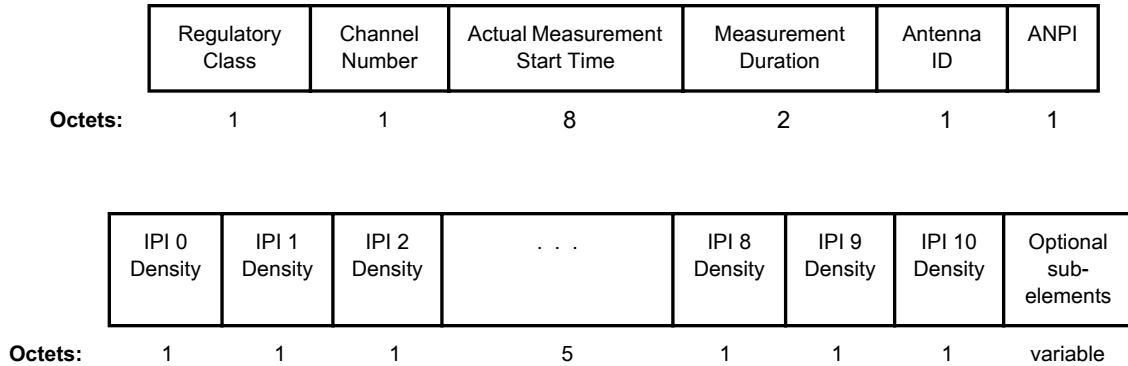 Regulatory Class
Channel Number
Actual Measurement Start Time
Measurement Duration
Antenna ID
ANPI
Octets: 1 1 8 2 1 1
IPI 0 Density
IPI 1 Density
IPI 2 Density
. . .
IPI 8 Density
IPI 9 Density
IPI 10 Density
Optional sub-elements
Octets: 1 1 1 5 1 1 1 variable